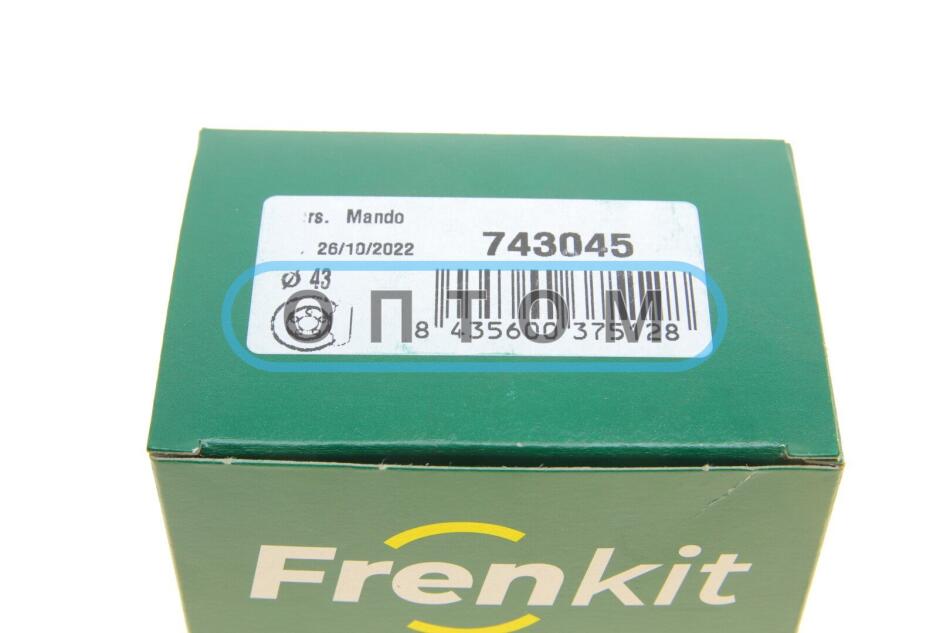 rs. Mando
26/10/2022 743045
Ø 43
ОПТОМ
8 435600 375128
Frenkit